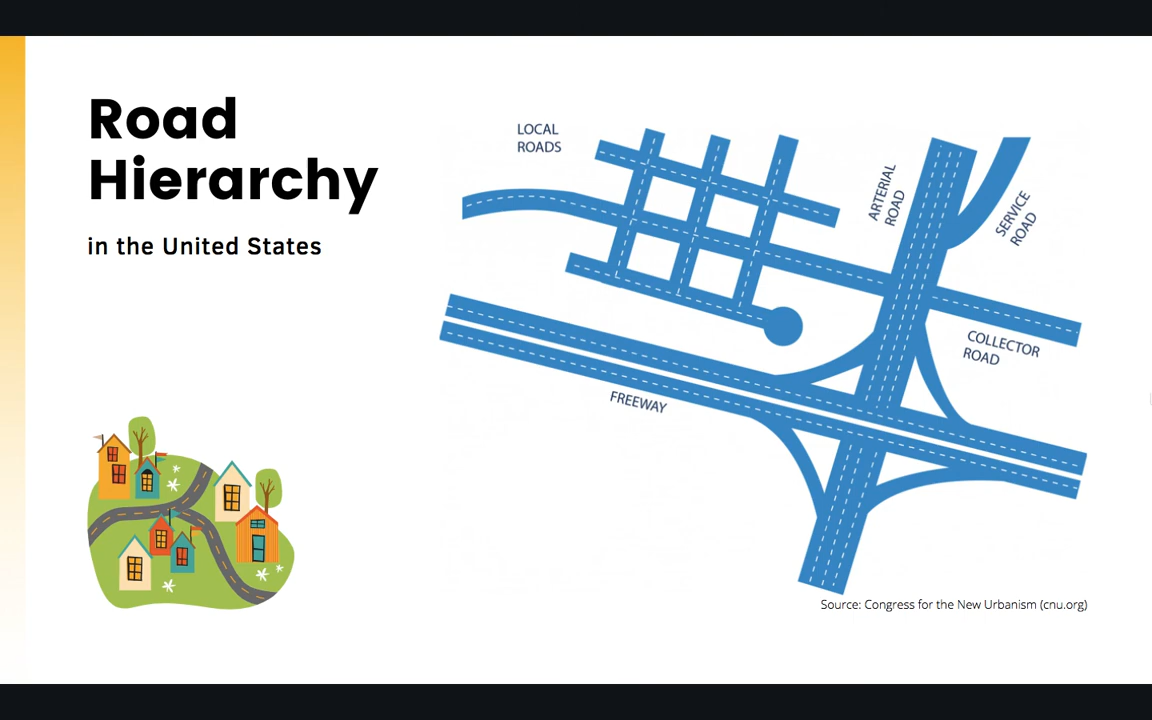 Road
Hierarchy
in the United States
LOCAL
ROADS
ARTERIAL
ROAD
SERVICE
ROAD
COLLECTOR
ROAD
FREEWAY
Source: Congress for the New Urbanism (cnu.org)